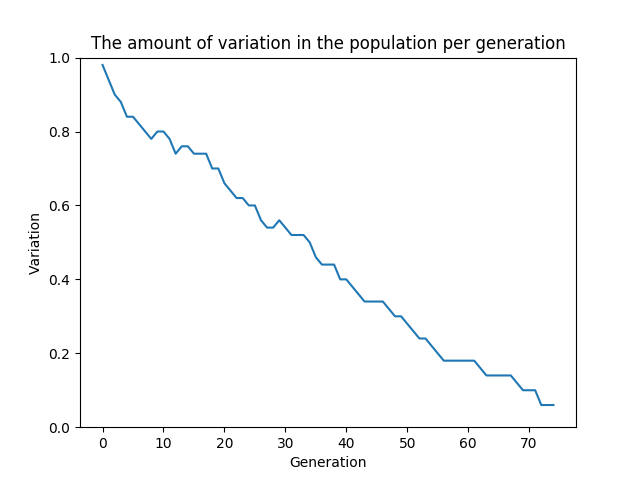 The amount of variation in the population per generation
1.0
0.8
0.6
0.4
0.2
0.0
Variation
0 10 20 30 40 50 60 70
Generation